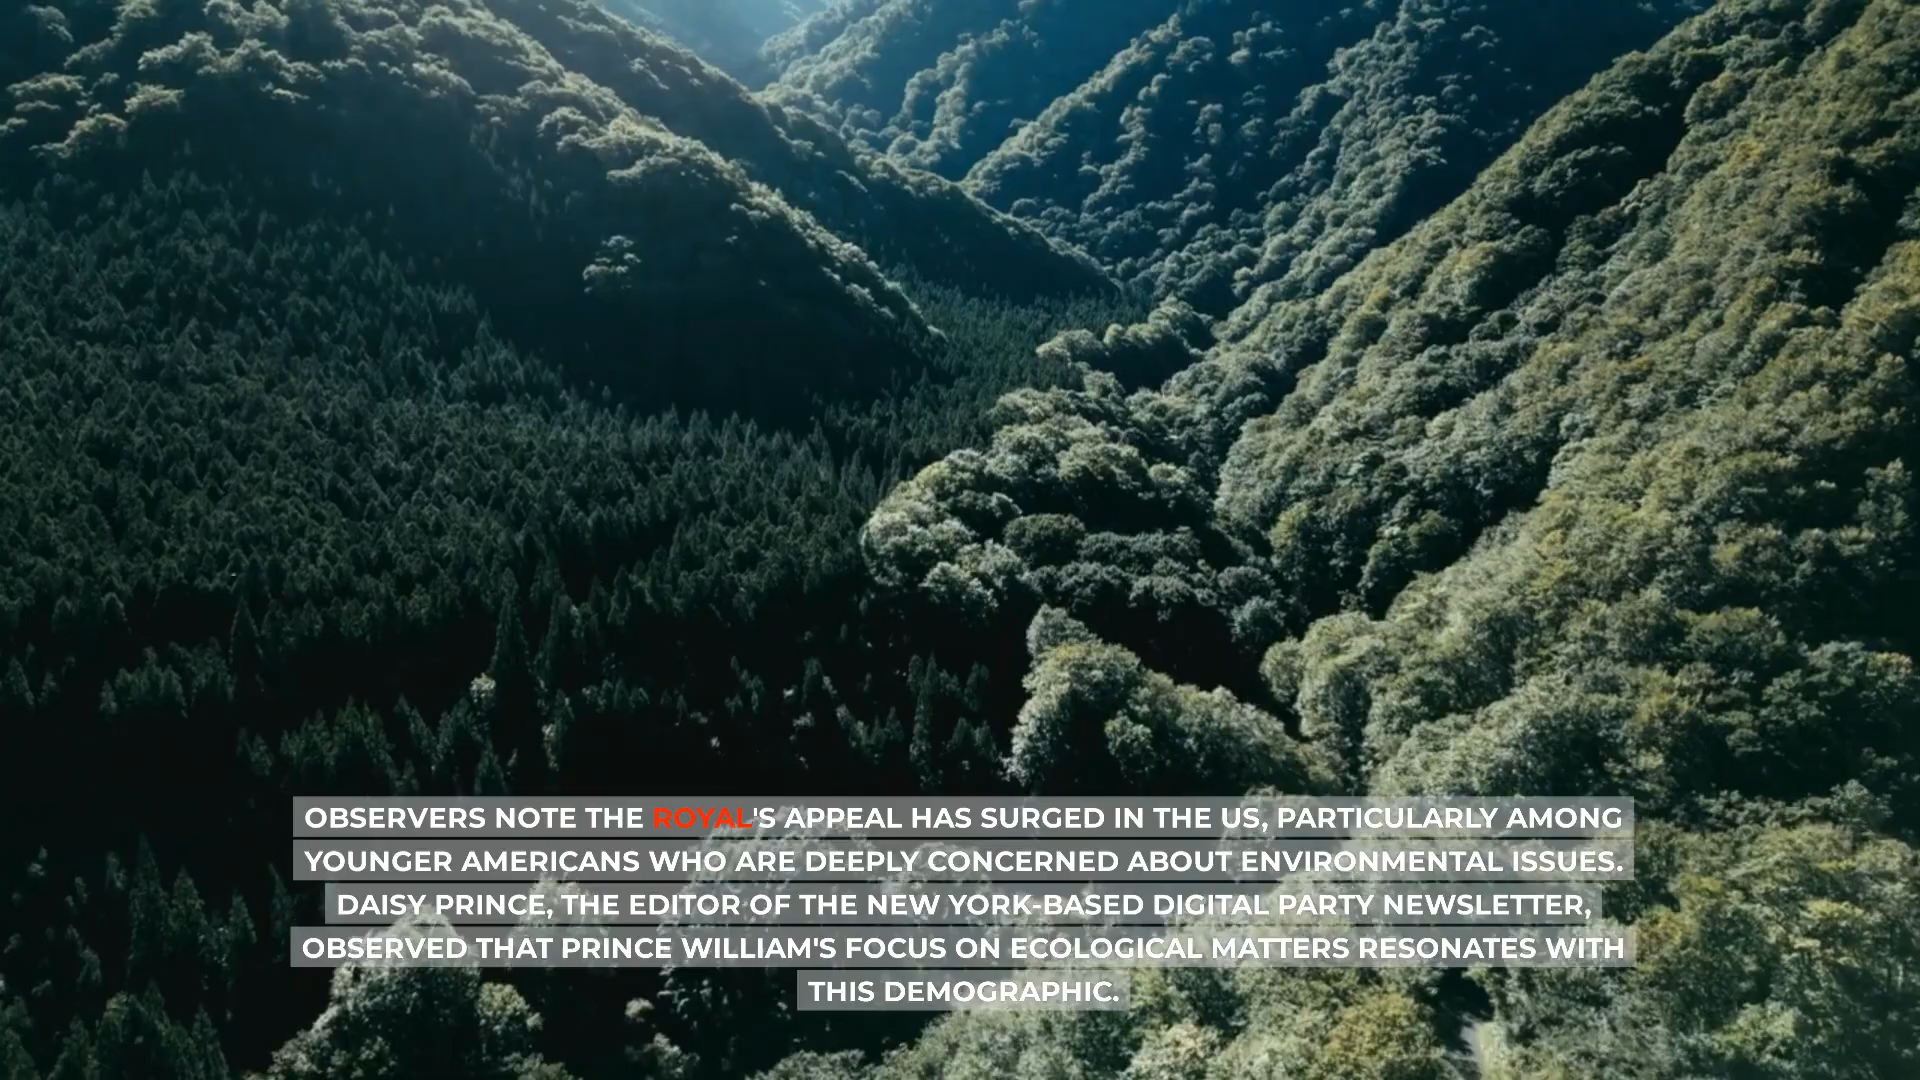 OBSERVERS NOTE THE ROYAL'S APPEAL HAS SURGED IN THE US, PARTICULARLY AMONG
YOUNGER AMERICANS WHO ARE DEEPLY CONCERNED ABOUT ENVIRONMENTAL ISSUES.
DAISY PRINCE, THE EDITOR OF THE NEW YORK-BASED DIGITAL PARTY NEWSLETTER,
OBSERVED THAT PRINCE WILLIAM'S FOCUS ON ECOLOGICAL MATTERS RESONATES WITH
THIS DEMOGRAPHIC.